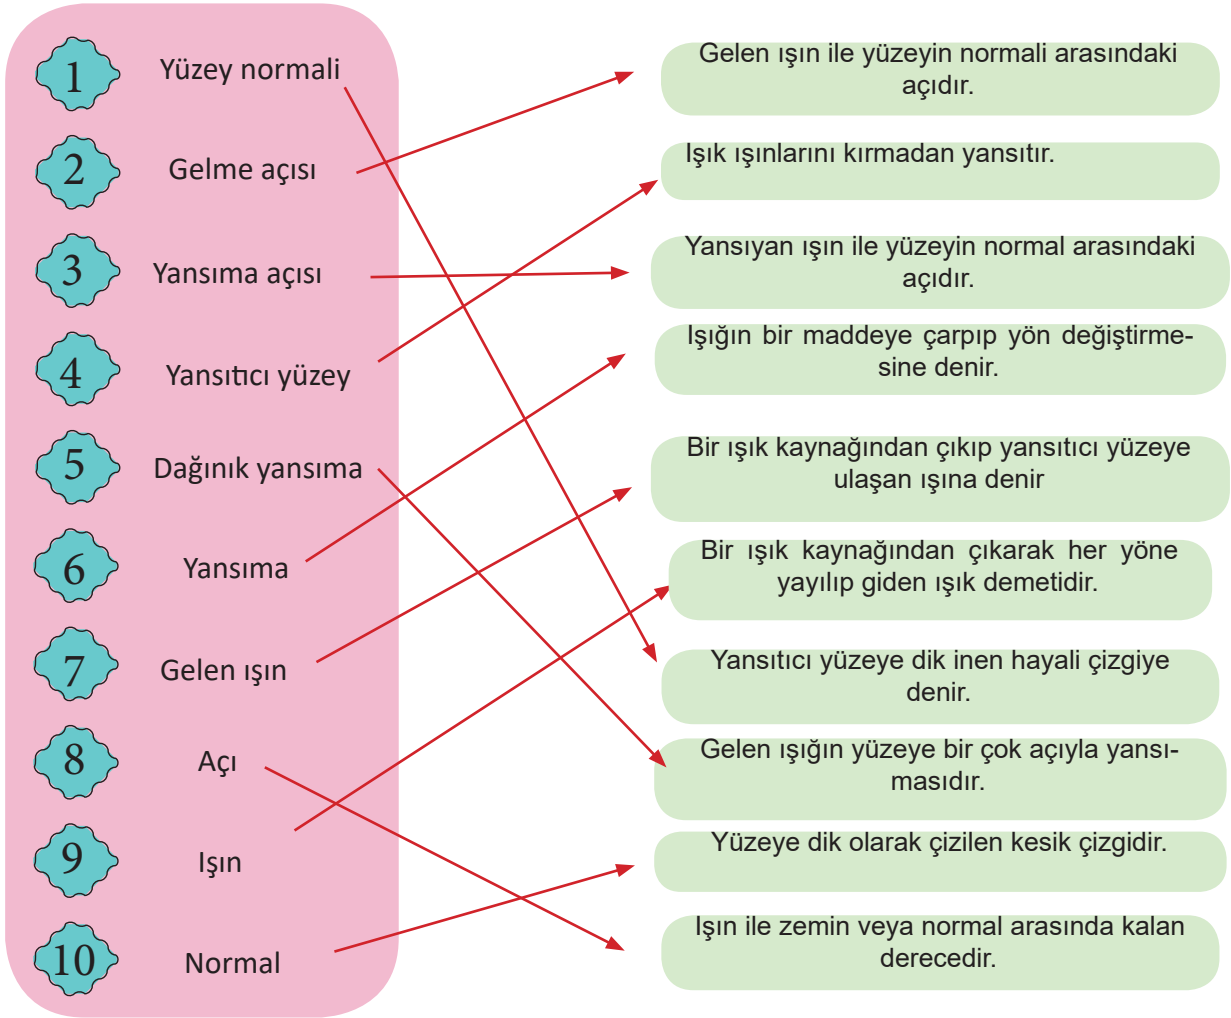 1
Yüzey normali
2
Gelme açısı
3
Yansıma açısı
4
Yansıtıcı yüzey
5
Dağınık yansıma
6
Yansıma
7
Gelen ışın
8
Açı
9
Işın
10
Normal
Gelen ışın ile yüzeyin normali arasındaki
açıdır.
Işık ışınlarını kırmadan yansıtır.
Yansıyan ışın ile yüzeyin normal arasındaki
açıdır.
Işığın bir maddeye çarpıp yön değiştirme-
sine denir.
Bir ışık kaynağından çıkıp yansıtıcı yüzeye
ulaşan ışına denir
Bir ışık kaynağından çıkarak her yöne
yayılıp giden ışık demetidir.
Yansıtıcı yüzeye dik inen hayali çizgiye
denir.
Gelen ışığın yüzeye bir çok açıyla yansı-
masıdır.
Yüzeye dik olarak çizilen kesik çizgidir.
Işın ile zemin veya normal arasında kalan
derecedir.